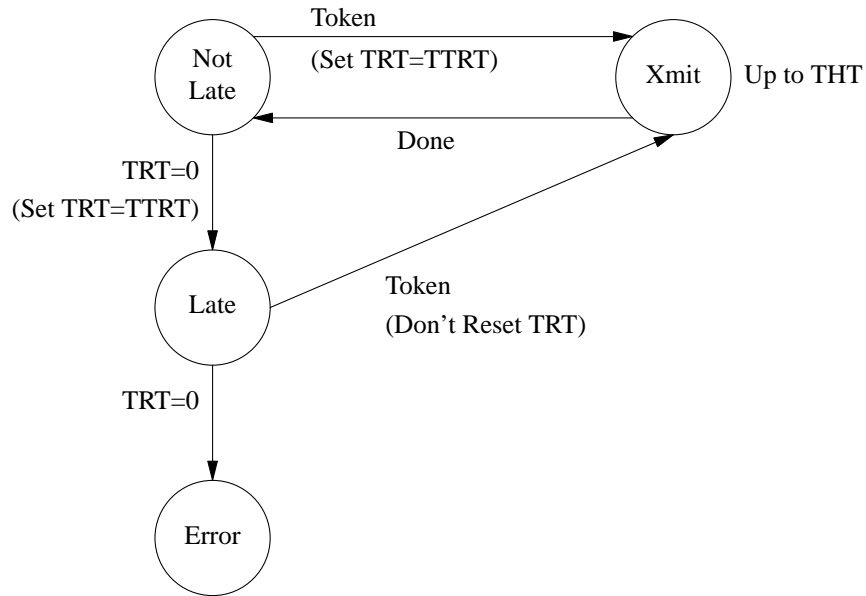 Token
(Set TRT=TTRT)
Not
Late
Xmit
Up to THT
Done
TRT=0
(Set TRT=TTRT)
Late
Token
(Don't Reset TRT)
TRT=0
Error